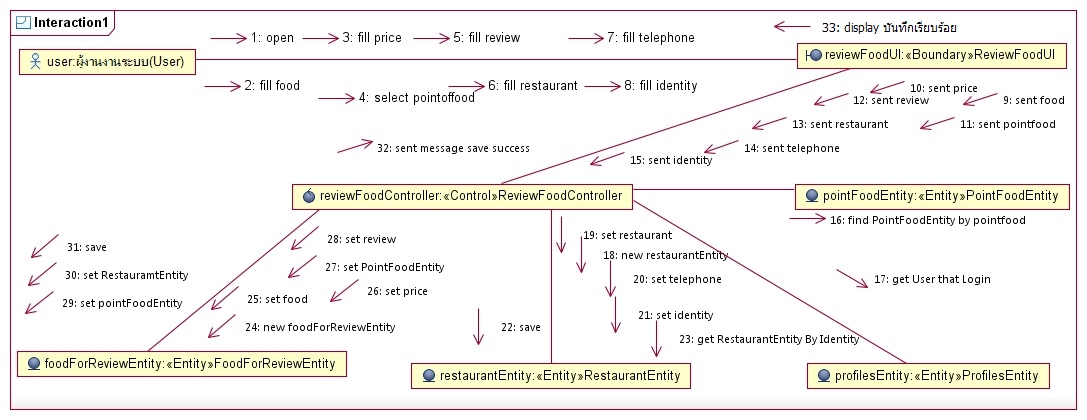 Interaction1
33: display บันทึกเรียบร้อย
1: open
3: fill price
5: fill review
7: fill telephone
user:ผู้งานงานระบบ(User)
reviewFoodUI:«Boundary»ReviewFoodUI
2: fill food
4: select pointoffood
6: fill restaurant
8: fill identity
10: sent price
12: sent review
9: sent food
13: sent restaurant
11: sent pointfood
32: sent message save success
14: sent telephone
15: sent identity
reviewFoodController:«Control»ReviewFoodController
pointFoodEntity:«Entity»PointFoodEntity
16: find PointFoodEntity by pointfood
31: save
28: set review
19: set restaurant
18: new restaurantEntity
30: set RestauramtEntity
27: set PointFoodEntity
20: set telephone
17: get User that Login
29: set pointFoodEntity
25: set food
26: set price
21: set identity
24: new foodForReviewEntity
22: save
23: get RestaurantEntity By Identity
foodForReviewEntity:«Entity»FoodForReviewEntity
restaurantEntity:«Entity»RestaurantEntity
profilesEntity:«Entity»ProfilesEntity